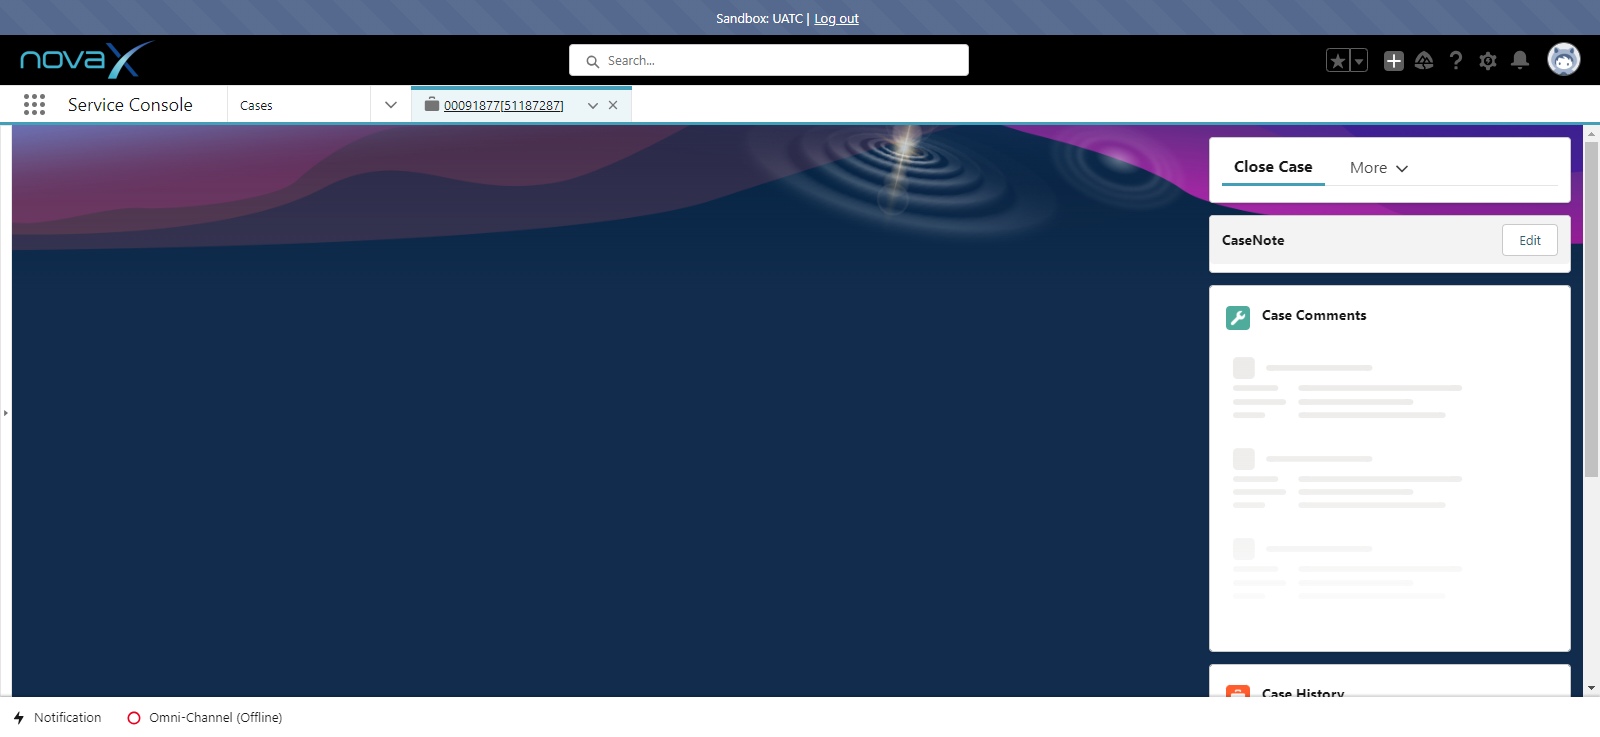 Sandbox: UATC | Log out
novaX
Search...
Service Console
Cases
00091877[51187287]
Close Case
More
CaseNote
Edit
Case Comments
Case History
Notification
Omni-Channel (Offline)